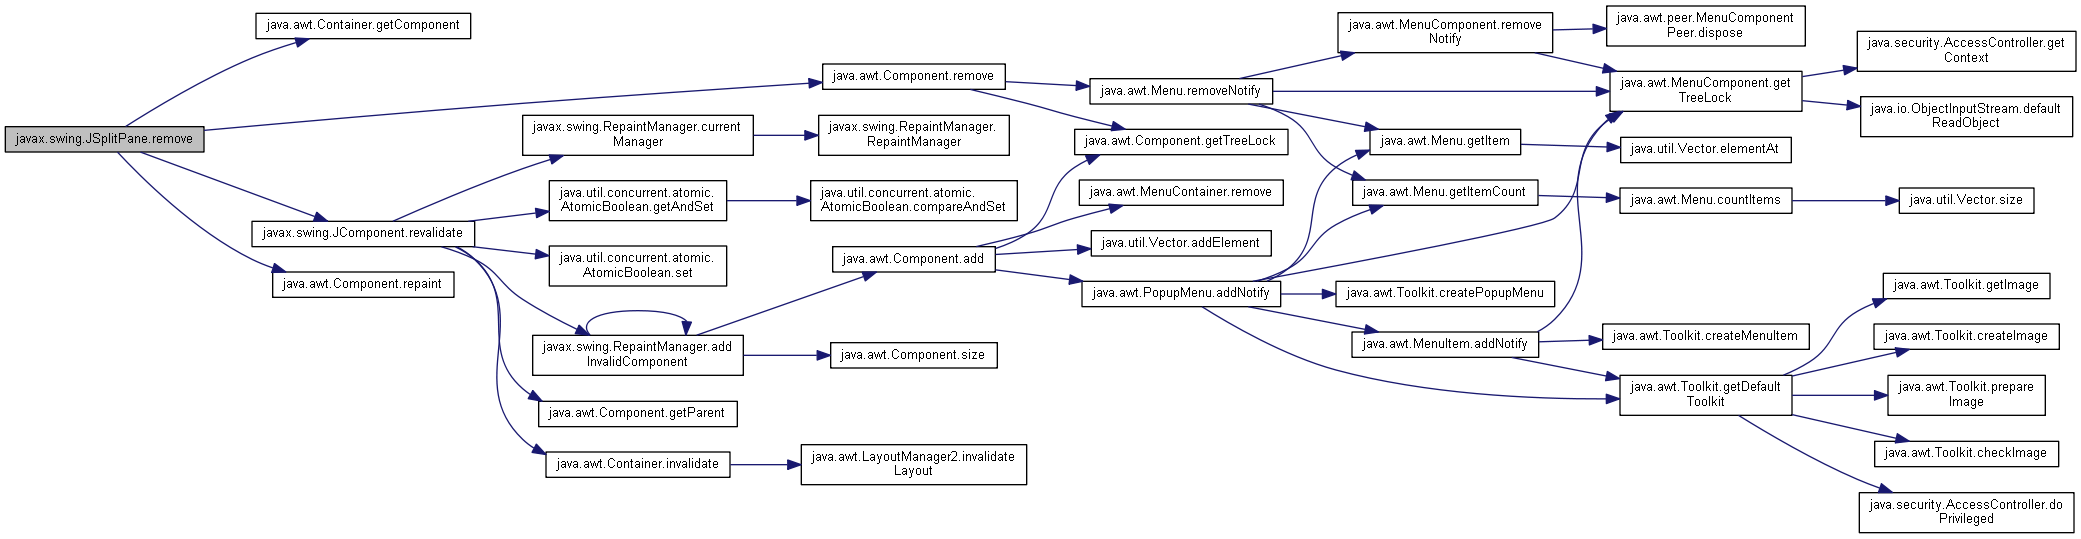 javax.swing.JSplitPane.remove
java.awt.Container.getComponent
javax.swing.JComponent.revalidate
java.awt.Component.repaint
javax.swing.RepaintManager.current
Manager
java.util.concurrent.atomic.
AtomicBoolean.getAndSet
java.util.concurrent.atomic.
AtomicBoolean.set
javax.swing.RepaintManager.add
InvalidComponent
java.awt.Component.getParent
java.awt.Container.invalidate
java.awt.Component.remove
javax.swing.RepaintManager.
RepaintManager
java.util.concurrent.atomic.
AtomicBoolean.compareAndSet
java.awt.Component.add
java.awt.Component.size
java.awt.LayoutManager2.invalidate
Layout
java.awt.Menu.removeNotify
java.awt.Component.getTreeLock
java.awt.MenuContainer.remove
java.util.Vector.addElement
java.awt.PopupMenu.addNotify
java.awt.MenuComponent.remove
Notify
java.awt.Menu.getItem
java.awt.Menu.getItemCount
java.awt.Toolkit.createPopupMenu
java.awt.MenuItem.addNotify
java.awt.peer.MenuComponent
Peer.dispose
java.awt.MenuComponent.get
TreeLock
java.util.Vector.elementAt
java.awt.Menu.countItems
java.awt.Toolkit.createMenuItem
java.awt.Toolkit.getDefault
Toolkit
java.security.AccessController.get
Context
java.io.ObjectInputStream.default
ReadObject
java.util.Vector.size
java.awt.Toolkit.getImage
java.awt.Toolkit.createImage
java.awt.Toolkit.prepare
Image
java.awt.Toolkit.checkImage
java.security.AccessController.do
Privileged